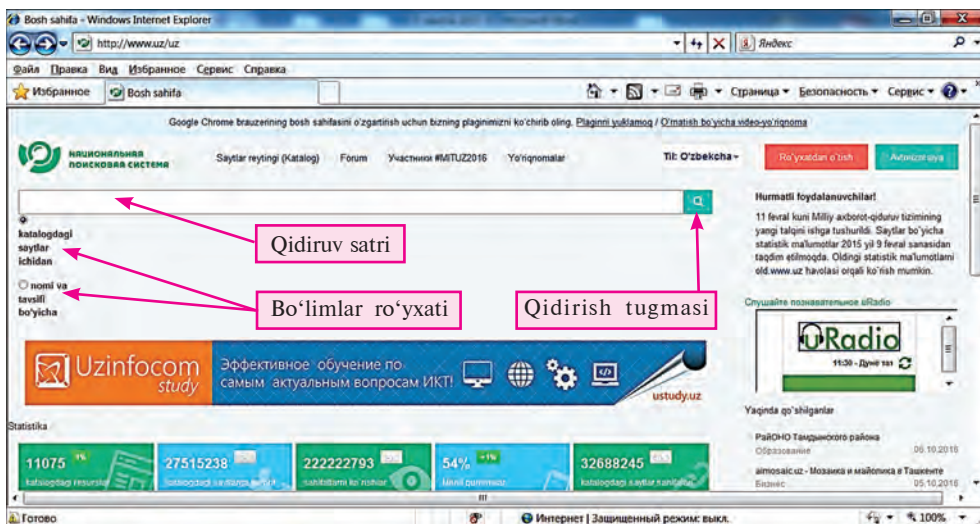 Bosh sahifa - Windows Internet Explorer
http://www.uz/uz
Яндекс
Файл Правка Вид Избранное Сервис Справка
Избранное Bosh sahifa Страница Безопасность Сервис
Google Chrome brauzerining bosh sahifasini o'zgartirish uchun bizning plaginimizni ko'chirib oling. Plaginni yuklamoq / O'rnatish bo'yicha video-yo'riqnoma
НАЦИОНАЛЬНАЯ
ПОИСКОВАЯ СИСТЕМА
Saytlar reytingi (Katalog) Forum Участники #MITUZ2016 Yo'riqnomalar Til: O'zbekcha Ro'yxatdan o'tish Avtorizatsiya
katalogdagi
saytlar
ichidan
nomi va
tavsifi
bo'yicha
Qidiruv satri
Bo‘limlar ro‘yxati
Qidirish tugmasi
Hurmatli foydalanuvchilar!
11 fevral kuni Milliy axborot-qidiruv tizimining
yangi talqini ishga tushurildi. Saytlar bo'yicha
statistik ma'lumotlar 2015 yil 9 fevral sanasidan
taqdim etilmoqda. Oldingi statistik ma'lumotlarni
old.www.uz havolasi orqali ko'rish mumkin.
Слушайте познавательное uRadio
uRadio
11:30 -
Uzinfocom
study
Эффективное обучение по
самым актуальным вопросам ИКТ!
ustudy.uz
Yaqinda qo'shilganlar
РайОНО Тамдынского района
Образование 06.10.2016
aimosaic.uz - Мозаика и майолика в Ташкенте
Бизнес 05.10.2016
Statistika
11075
katalogdagi resurslar
27515238
222222793
54%
32688245
katalogdagi saytlar
Готово Интернет | Защищенный режим: выкл. 100%